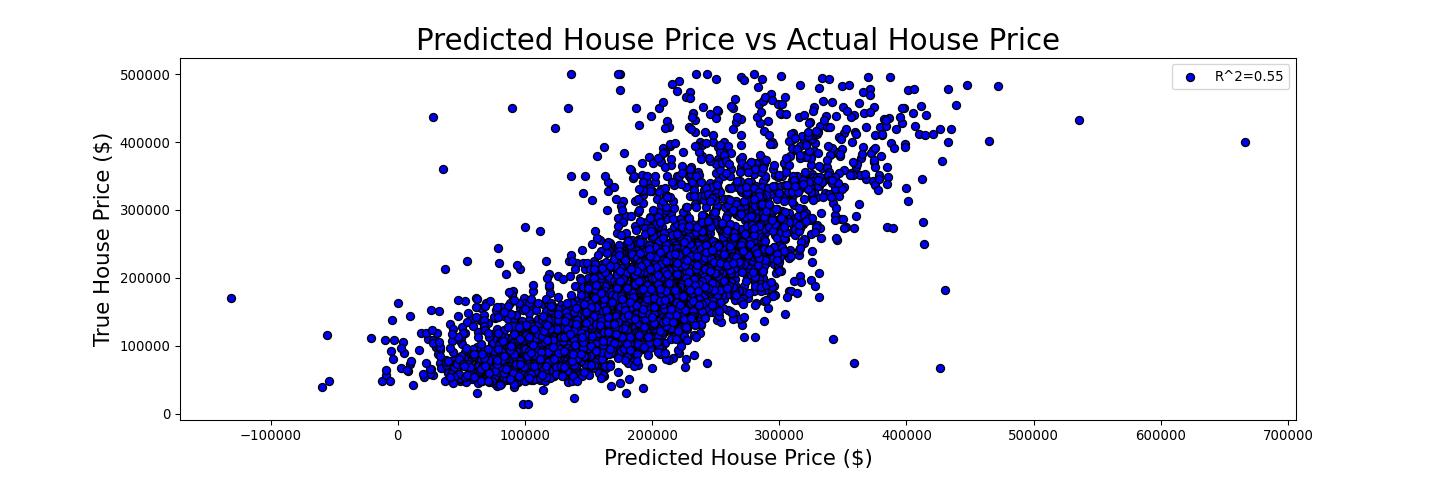 Predicted House Price vs Actual House Price
R^2=0.55
True House Price ($)
500000
400000
300000
200000
100000
0
−100000 0 100000 200000 300000 400000 500000 600000 700000
Predicted House Price ($)